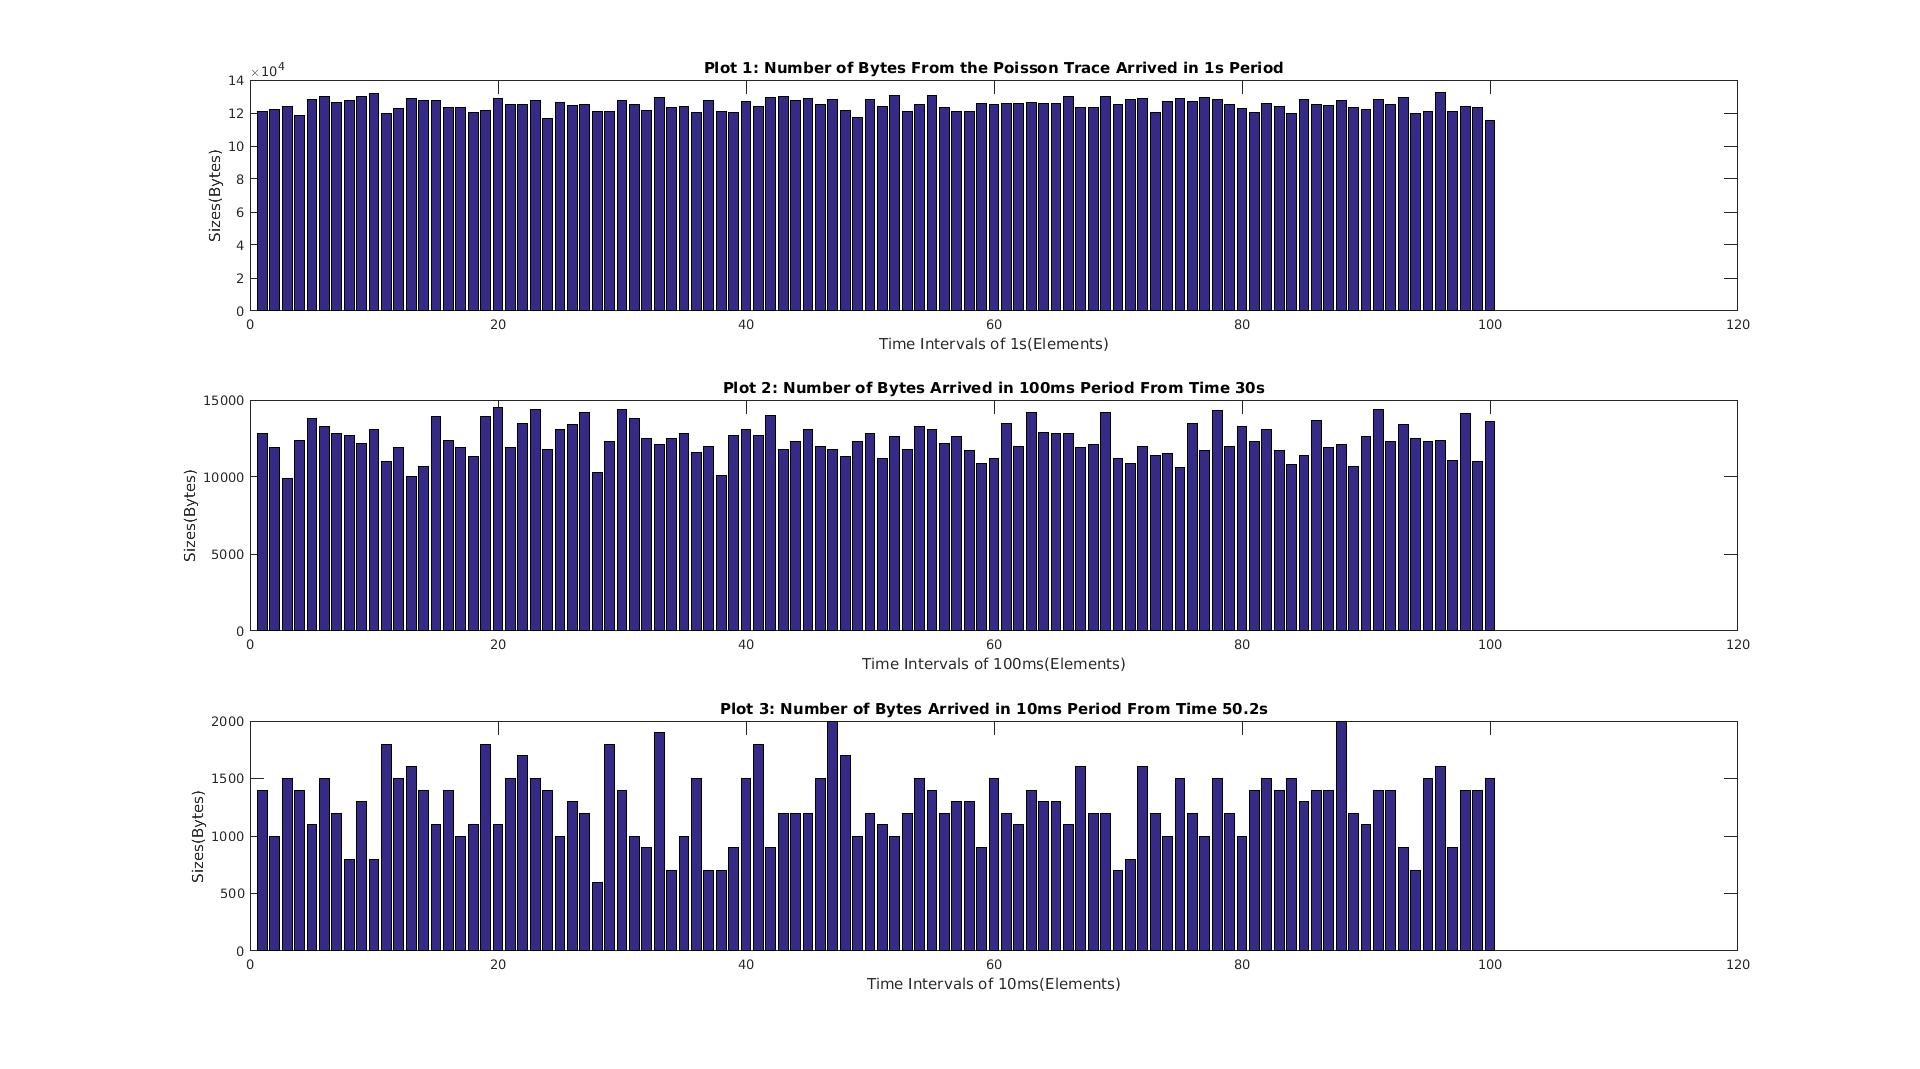 Plot 1: Number of Bytes From the Poisson Trace Arrived in 1s Period
×10^4
14
12
10
8
6
4
2
0
Sizes(Bytes)
0 20 40 60 80 100 120
Time Intervals of 1s(Elements)
Plot 2: Number of Bytes Arrived in 100ms Period From Time 30s
15000
10000
5000
0
Sizes(Bytes)
0 20 40 60 80 100 120
Time Intervals of 100ms(Elements)
Plot 3: Number of Bytes Arrived in 10ms Period From Time 50.2s
2000
1500
1000
500
0
Sizes(Bytes)
0 20 40 60 80 100 120
Time Intervals of 10ms(Elements)